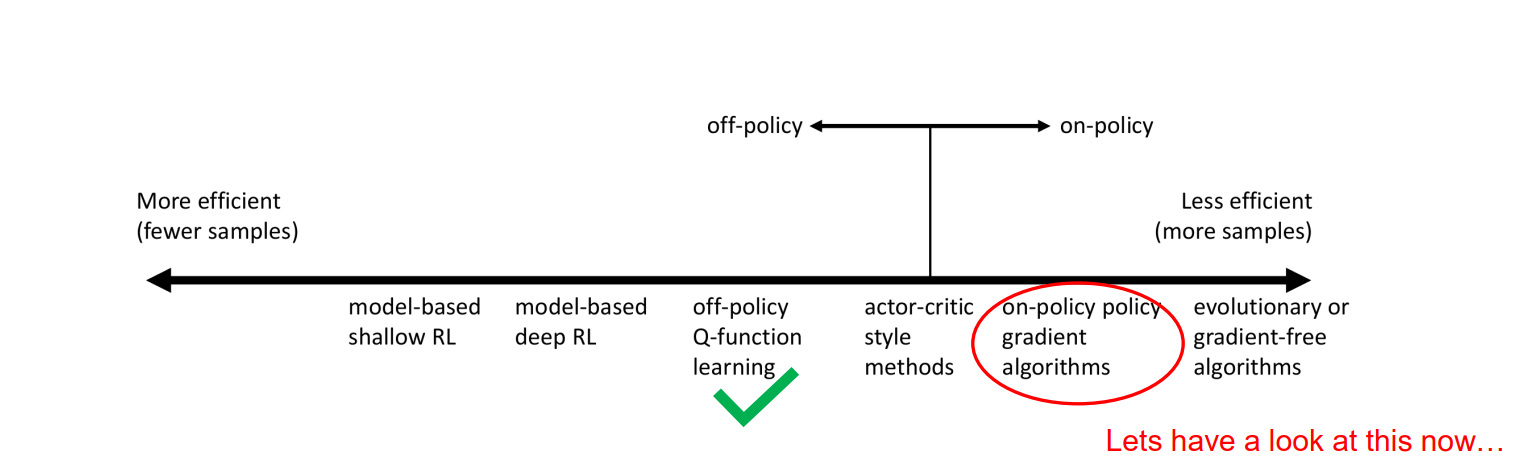 off-policy
on-policy
More efficient
(fewer samples)
Less efficient
(more samples)
model-based
shallow RL
model-based
deep RL
off-policy
Q-function
learning
actor-critic
style
methods
on-policy policy
gradient
algorithms
evolutionary or
gradient-free
algorithms
Lets have a look at this now…